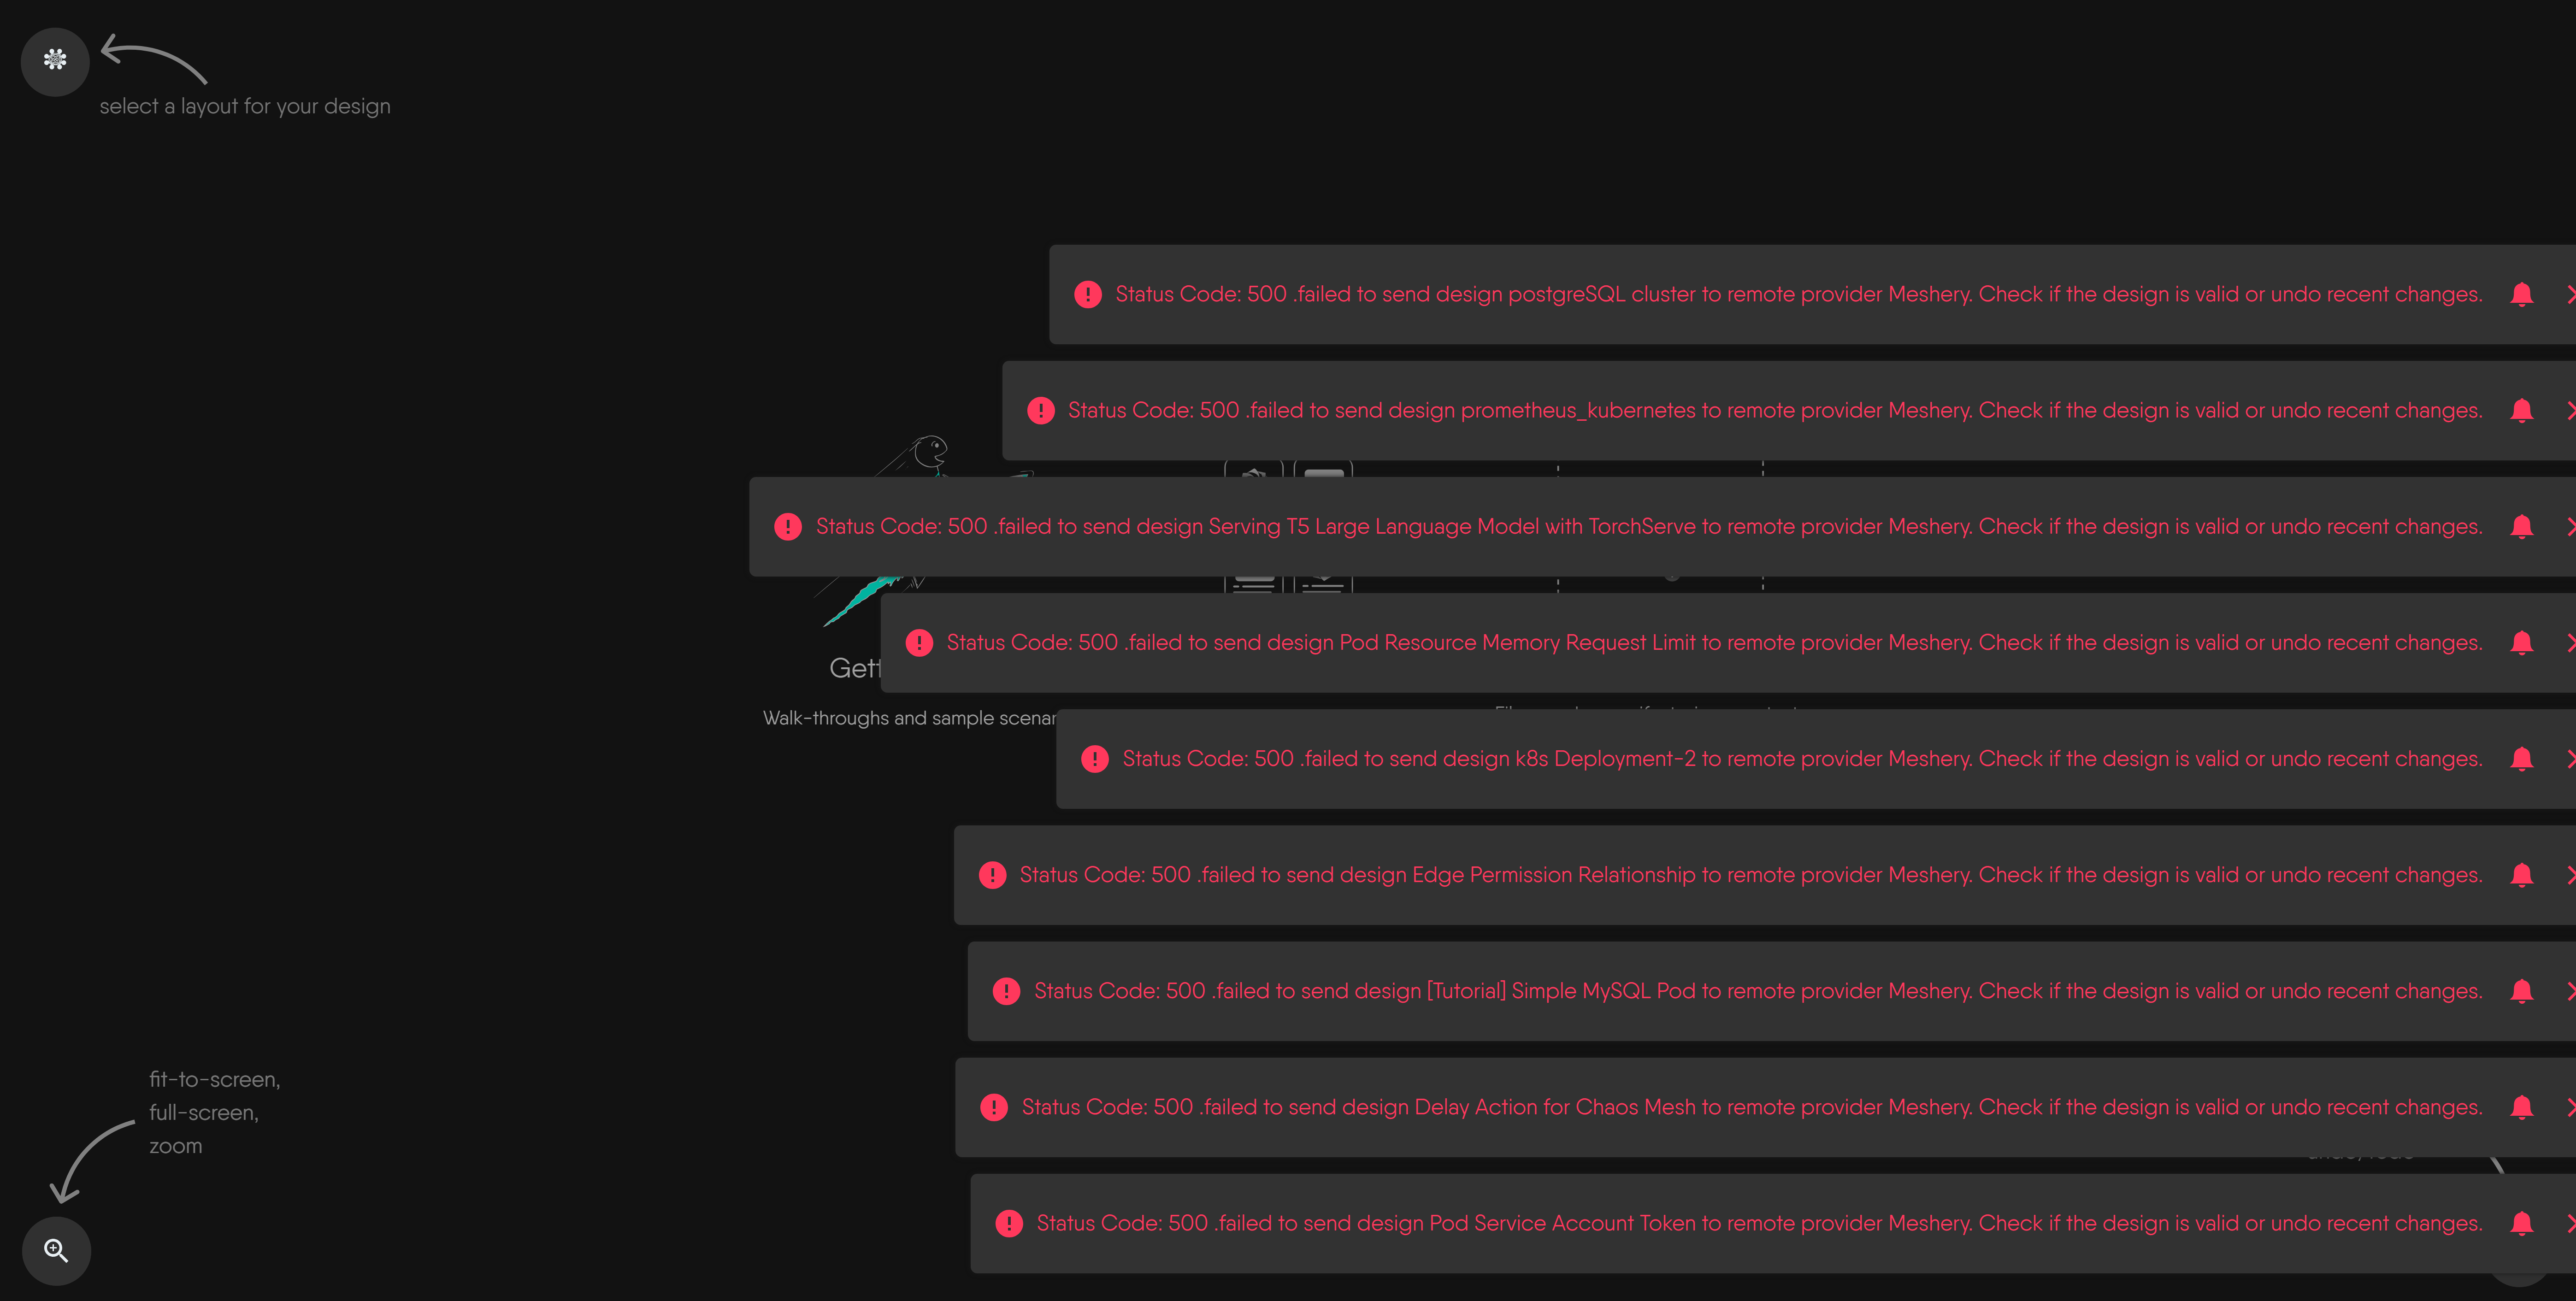 select a layout for your design
Status Code: 500 .failed to send design postgreSQL cluster to remote provider Meshery. Check if the design is valid or undo recent changes.
Status Code: 500 .failed to send design prometheus_kubernetes to remote provider Meshery. Check if the design is valid or undo recent changes.
Status Code: 500 .failed to send design Serving T5 Large Language Model with TorchServe to remote provider Meshery. Check if the design is valid or undo recent changes.
Status Code: 500 .failed to send design Pod Resource Memory Request Limit to remote provider Meshery. Check if the design is valid or undo recent changes.
Gett
Walk-throughs and sample scenar
Status Code: 500 .failed to send design k8s Deployment-2 to remote provider Meshery. Check if the design is valid or undo recent changes.
Status Code: 500 .failed to send design Edge Permission Relationship to remote provider Meshery. Check if the design is valid or undo recent changes.
Status Code: 500 .failed to send design [Tutorial] Simple MySQL Pod to remote provider Meshery. Check if the design is valid or undo recent changes.
Status Code: 500 .failed to send design Delay Action for Chaos Mesh to remote provider Meshery. Check if the design is valid or undo recent changes.
Status Code: 500 .failed to send design Pod Service Account Token to remote provider Meshery. Check if the design is valid or undo recent changes.
fit-to-screen,
full-screen,
zoom